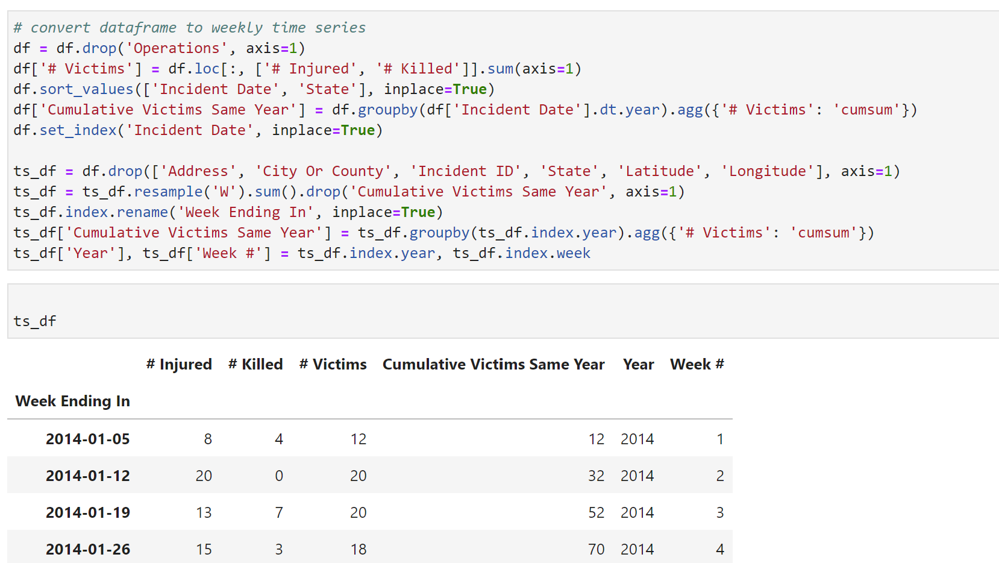 # convert dataframe to weekly time series
df = df.drop('Operations', axis=1)
df['# Victims'] = df.loc[:, ['# Injured', '# Killed']].sum(axis=1)
df.sort_values(['Incident Date', 'State'], inplace=True)
df['Cumulative Victims Same Year'] = df.groupby(df['Incident Date'].dt.year).agg({'# Victims': 'cumsum'})
df.set_index('Incident Date', inplace=True)
ts_df = df.drop(['Address', 'City Or County', 'Incident ID', 'State', 'Latitude', 'Longitude'], axis=1)
ts_df = ts_df.resample('W').sum().drop('Cumulative Victims Same Year', axis=1)
ts_df.index.rename('Week Ending In', inplace=True)
ts_df['Cumulative Victims Same Year'] = ts_df.groupby(ts_df.index.year).agg({'# Victims': 'cumsum'})
ts_df['Year'], ts_df['Week #'] = ts_df.index.year, ts_df.index.week
ts_df
# Injured # Killed # Victims Cumulative Victims Same Year Year Week #
Week Ending In
2014-01-05 8 4 12 12 2014 1
2014-01-12 20 0 20 32 2014 2
2014-01-19 13 7 20 52 2014 3
2014-01-26 15 3 18 70 2014 4